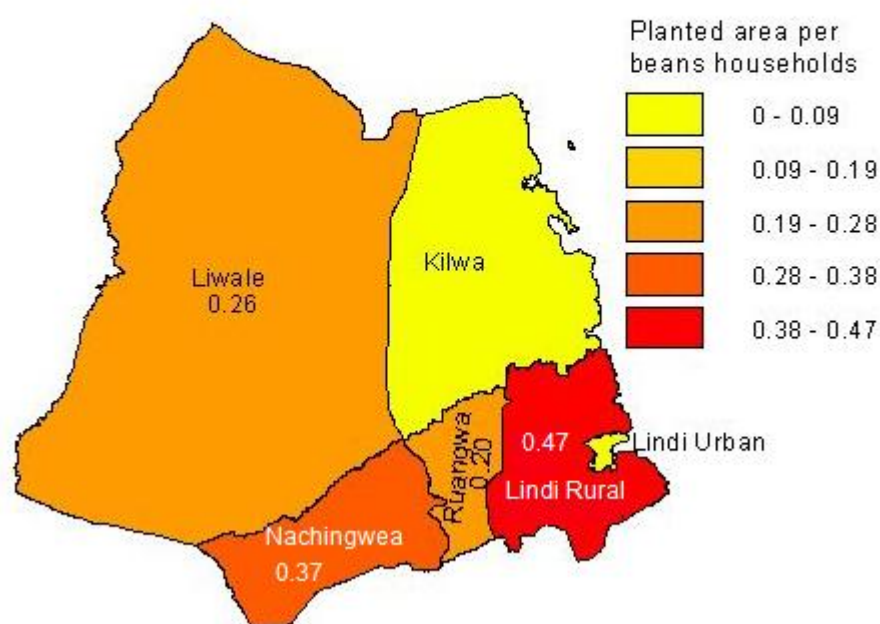 Planted area per
beans households
0 - 0.09
0.09 - 0.19
0.19 - 0.28
0.28 - 0.38
0.38 - 0.47
Kilwa
Liwale
0.26
Ruangwa
0.20
0.47
Lindi Urban
Lindi Rural
Nachingwea
0.37